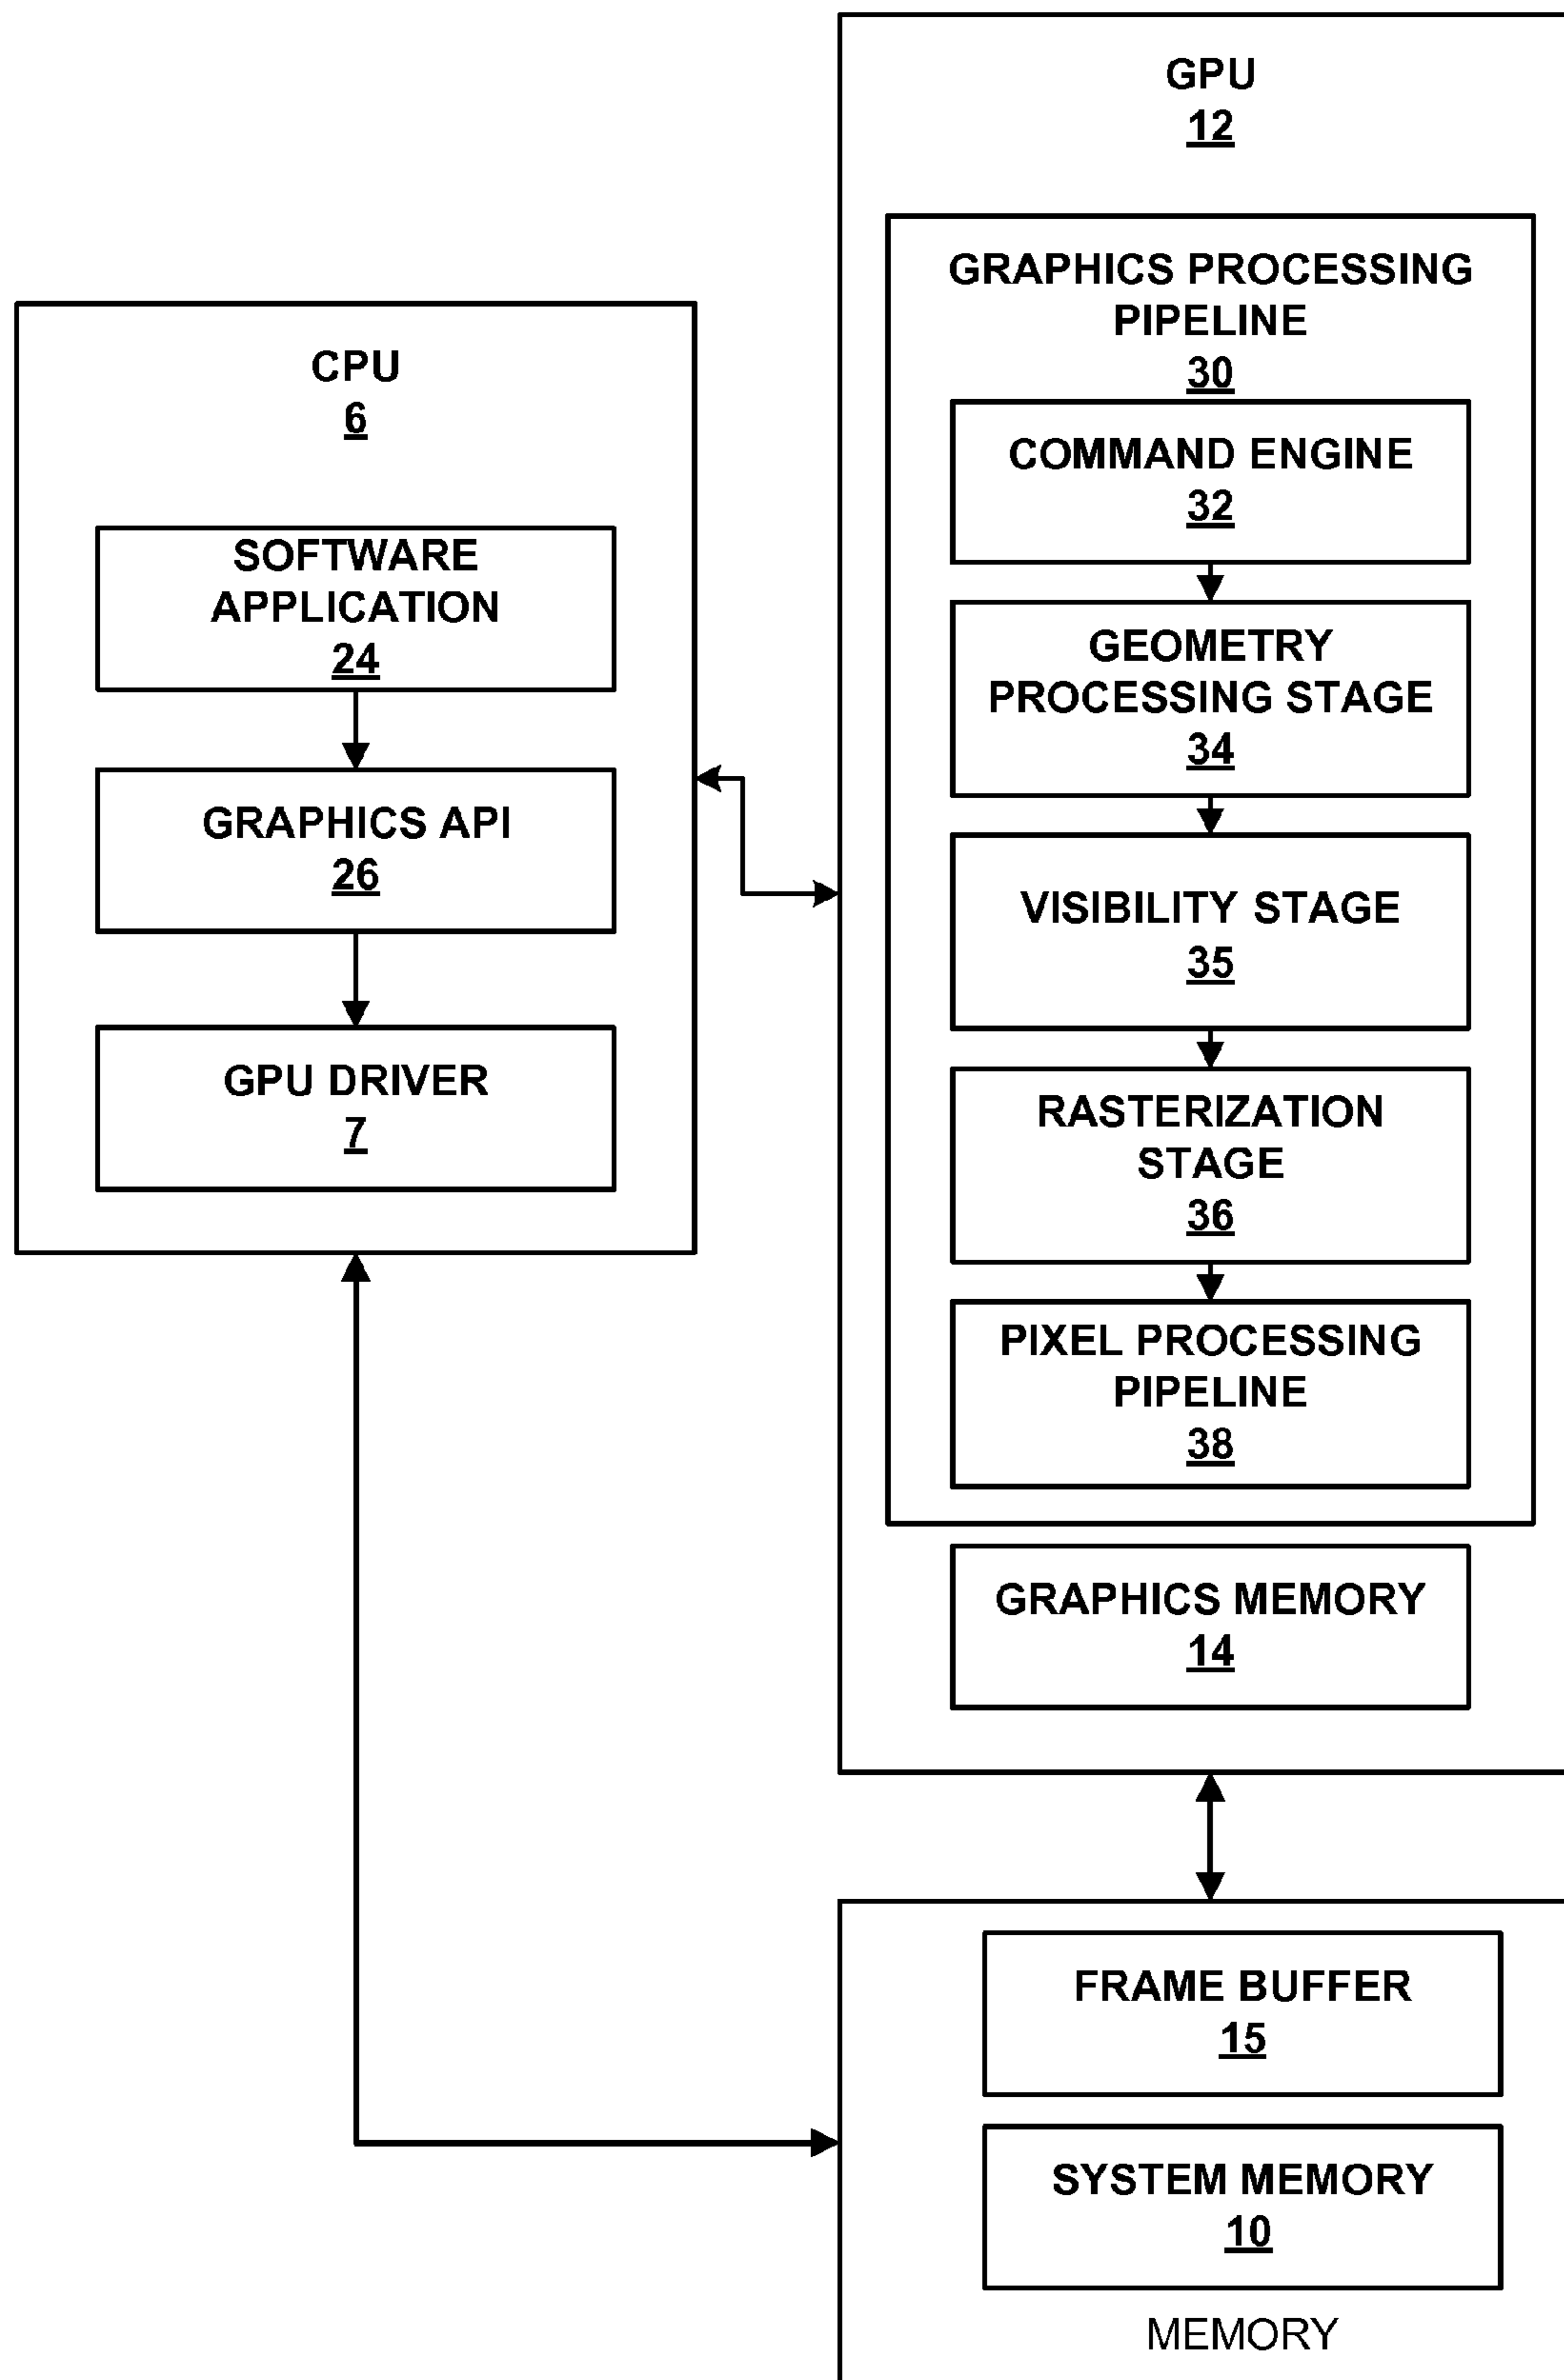 CPU
6
SOFTWARE
APPLICATION
24
GRAPHICS API
26
GPU DRIVER
7
GPU
12
GRAPHICS PROCESSING
PIPELINE
30
COMMAND ENGINE
32
GEOMETRY
PROCESSING STAGE
34
VISIBILITY STAGE
35
RASTERIZATION
STAGE
36
PIXEL PROCESSING
PIPELINE
38
GRAPHICS MEMORY
14
FRAME BUFFER
15
SYSTEM MEMORY
10
MEMORY